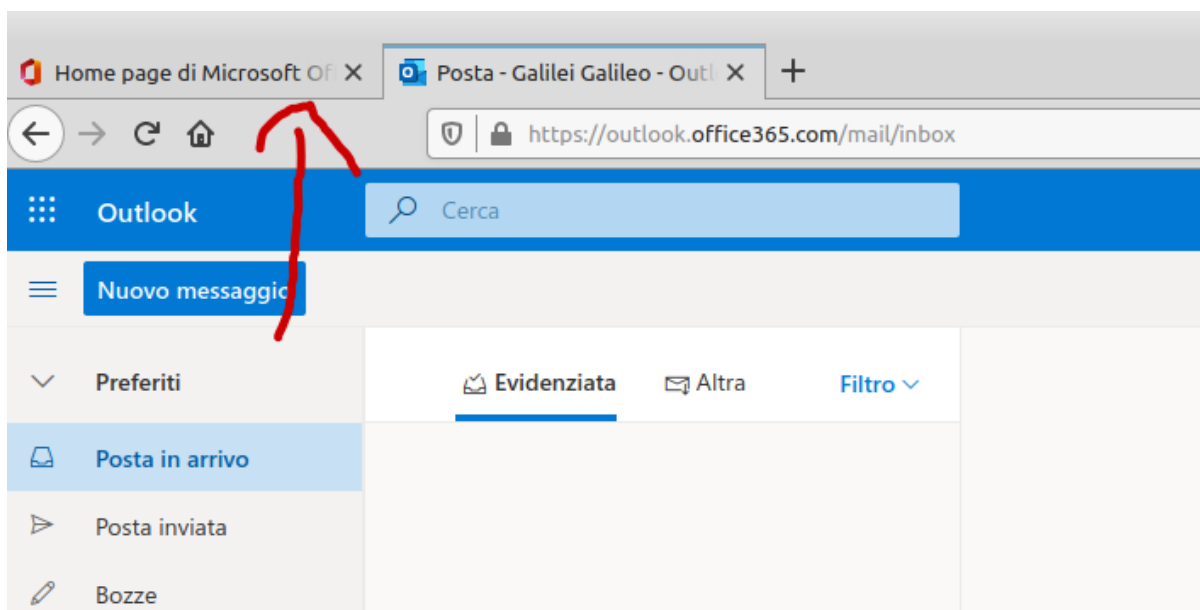 Home page di Microsoft Of
Posta - Galilei Galileo - Outl
https://outlook.office365.com/mail/inbox
Outlook
Cerca
Nuovo messaggio
Preferiti
Evidenziata
Altra
Filtro
Posta in arrivo
Posta inviata
Bozze